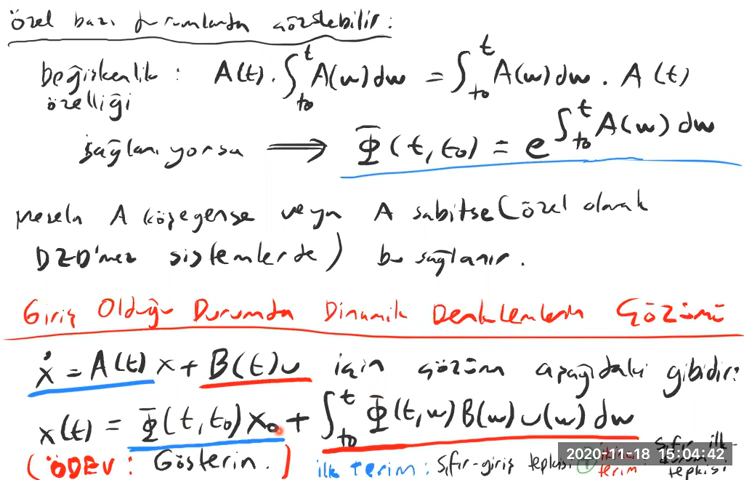 özel bazı durumlarda gösterilebilir:
değişkenlik : A(t). ∫_{t0}^{t} A(w)dw = ∫_{t0}^{t} A(w)dw . A(t)
özelliği
sağlanıyorsa ⟹ Φ(t,t0) = e^{∫_{t0}^{t} A(w)dw}
mesela A köşegense veya A sabitse (özel olarak
DZD'mez sistemlerde) bu sağlanır.
Giriş Olduğu Durumda Dinamik Denklemlerin Çözümü
ẋ = A(t)x + B(t)u için çözüm aşağıdaki gibidir:
x(t) = Φ(t,t0)x0 + ∫_{t0}^{t} Φ(t,w)B(w)u(w)dw
(ÖDEV: Gösterin.) ilk terim: Sıfır-giriş tepkisi terim: sıfır ilk- tepkisi
2020-11-18 15:04:42